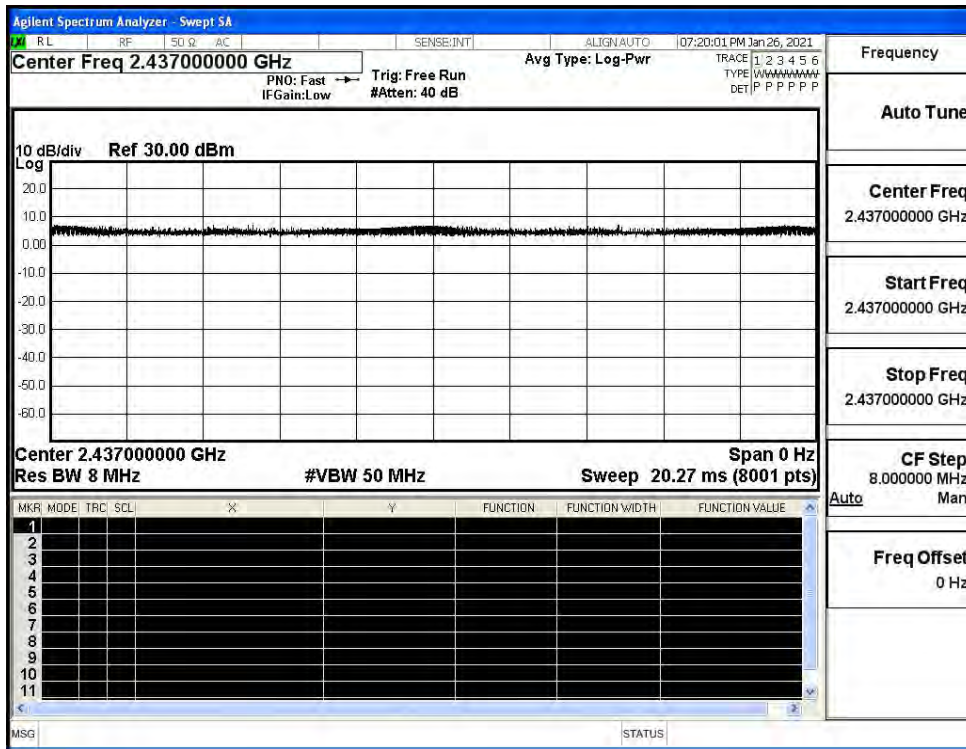 Agilent Spectrum Analyzer - Swept SA
LXI RL RF 50 Ω AC SENSE:INT ALIGNAUTO 07:20:01 PM Jan 26, 2021
Center Freq 2.437000000 GHz
PNO: Fast
IFGain:Low
Trig: Free Run
#Atten: 40 dB
Avg Type: Log-Pwr
TRACE 1 2 3 4 5 6
TYPE WWWWWW
DET P P P P P P
10 dB/div Ref 30.00 dBm
Log
20.0
10.0
0.00
-10.0
-20.0
-30.0
-40.0
-50.0
-60.0
Center 2.437000000 GHz Span 0 Hz
Res BW 8 MHz #VBW 50 MHz Sweep 20.27 ms (8001 pts)
MKR MODE TRC SCL X Y FUNCTION FUNCTION WIDTH FUNCTION VALUE
1
2
3
4
5
6
7
8
9
10
11
MSG STATUS
Frequency
Auto Tune
Center Freq
2.437000000 GHz
Start Freq
2.437000000 GHz
Stop Freq
2.437000000 GHz
CF Step
8.000000 MHz
Auto Man
Freq Offset
0 Hz